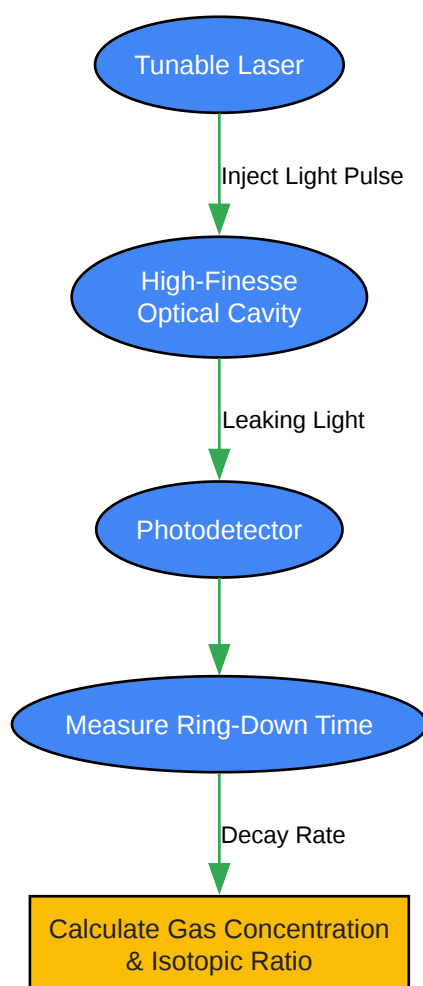 Tunable Laser
Inject Light Pulse
High-Finesse
Optical Cavity
Leaking Light
Photodetector
Measure Ring-Down Time
Decay Rate
Calculate Gas Concentration
& Isotopic Ratio